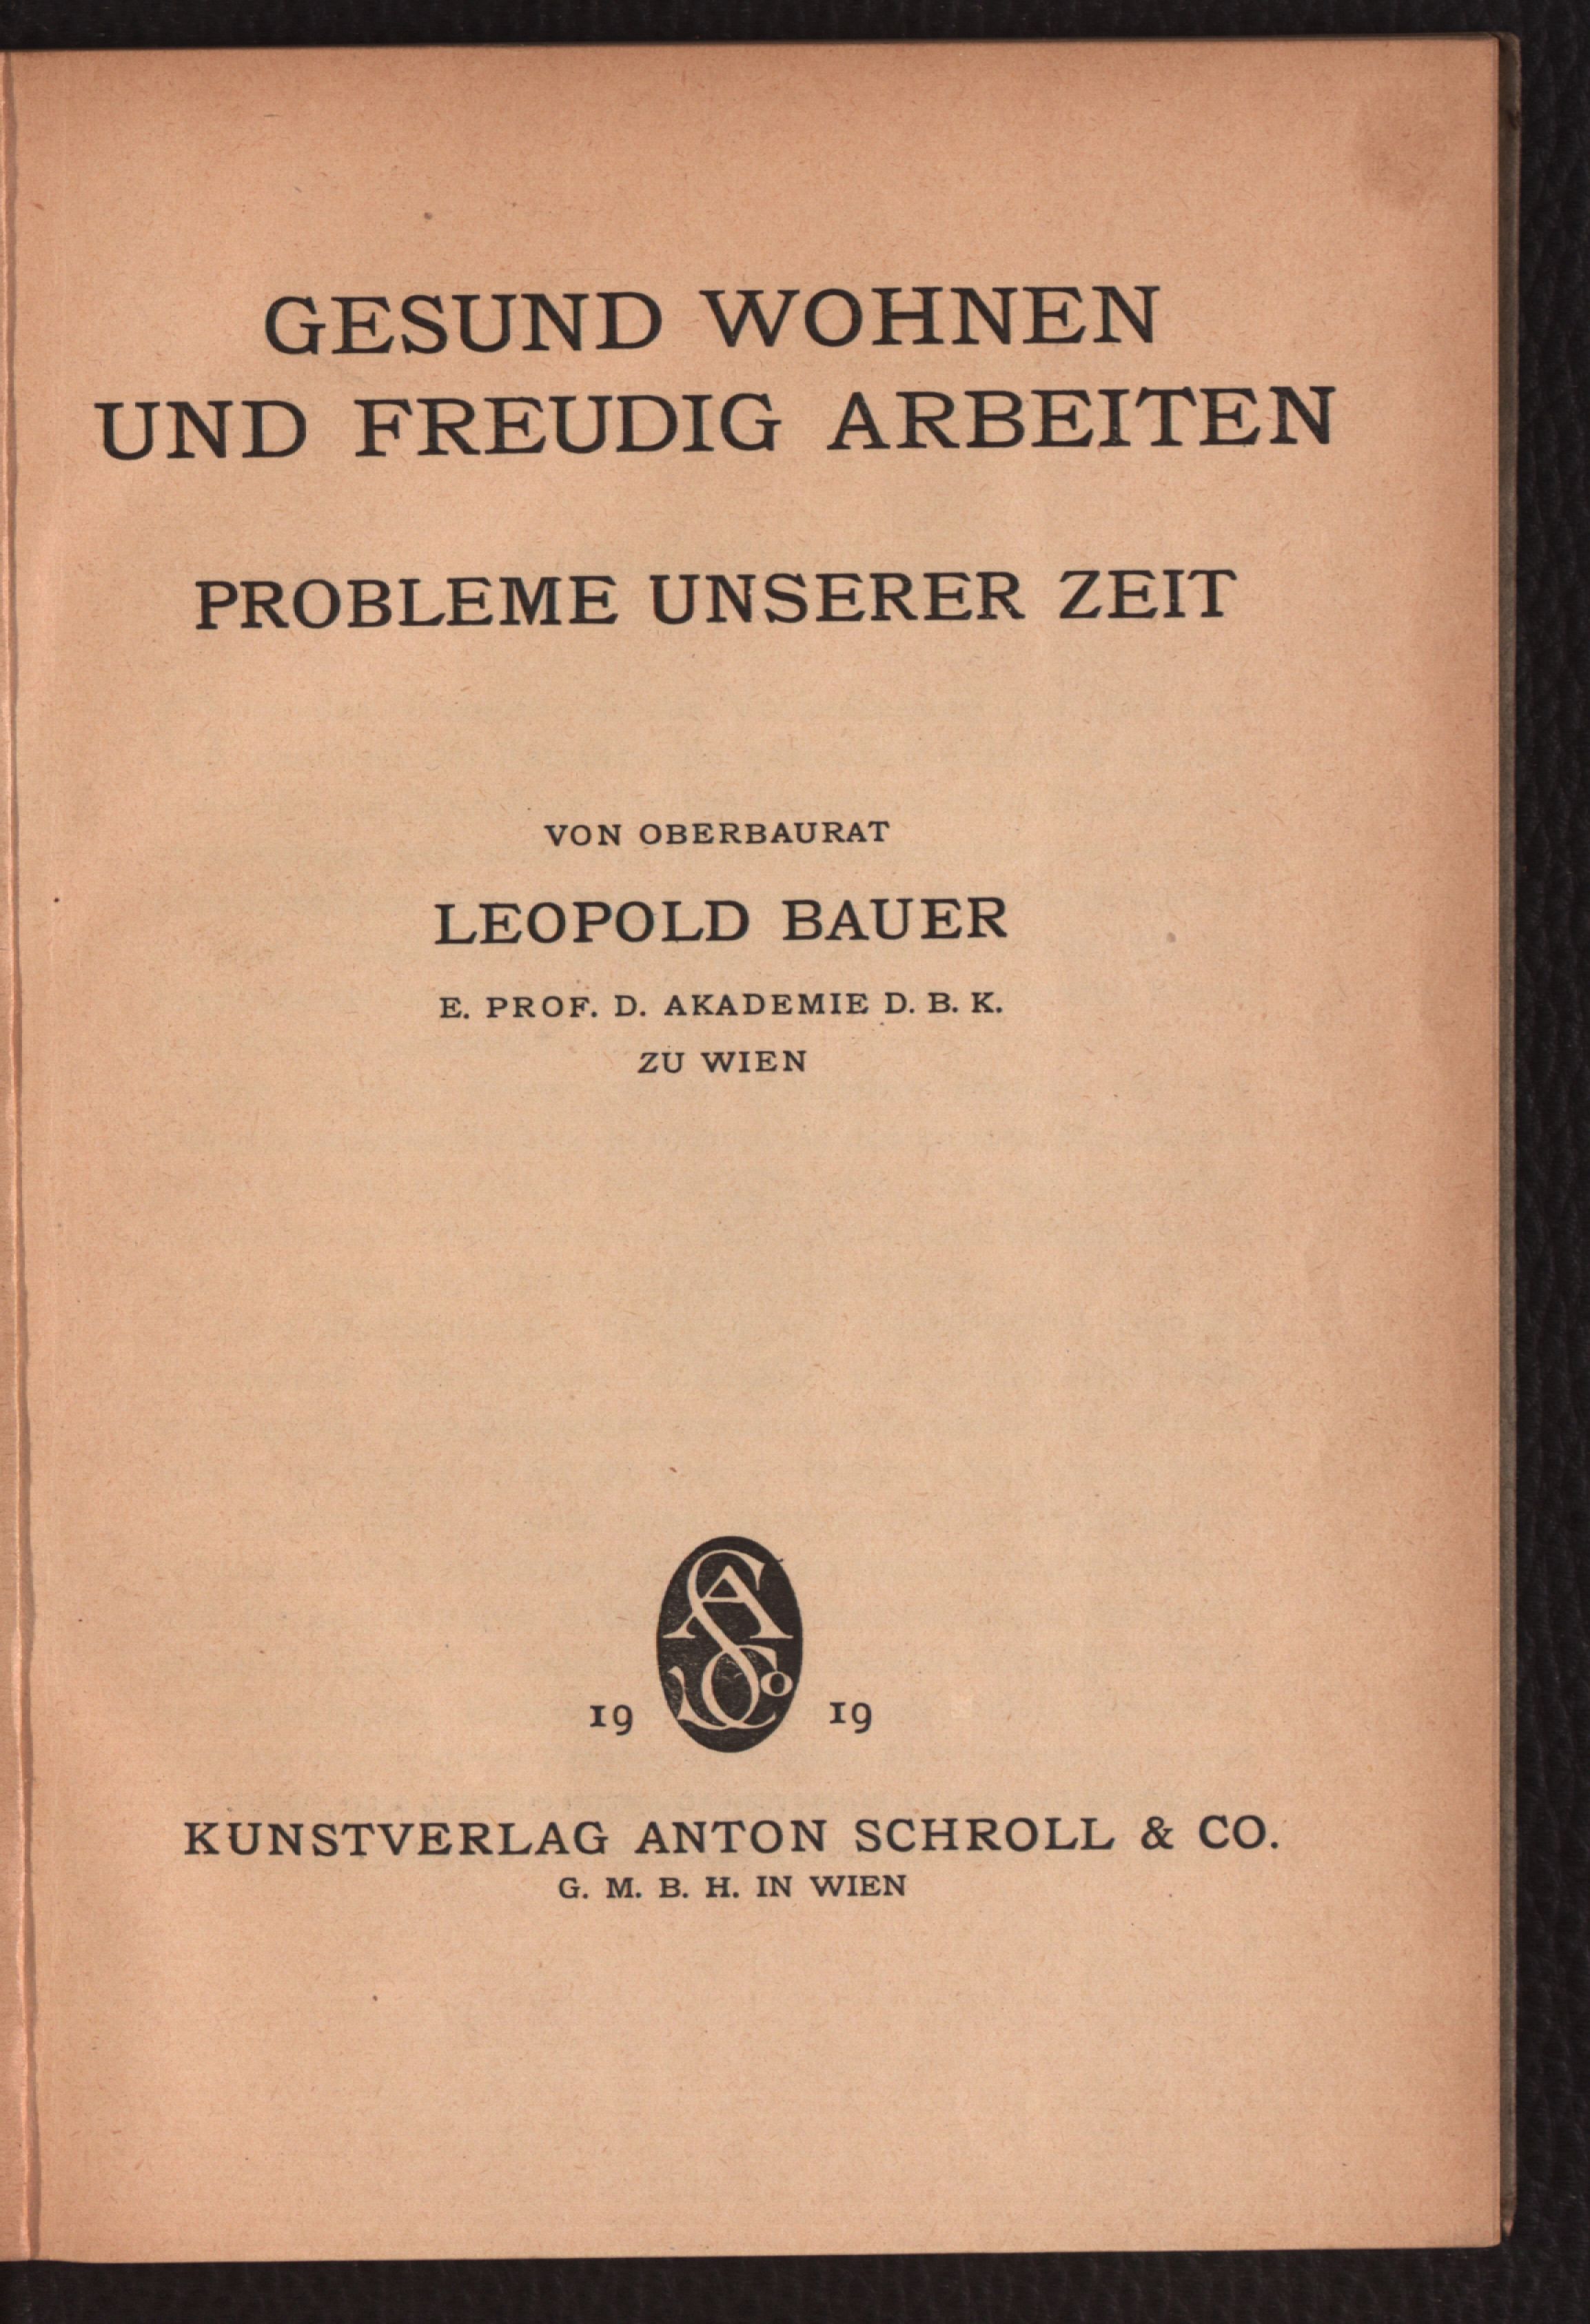 GESUND WOHNEN
UND FREUDIG ARBEITEN
PROBLEME UNSERER ZEIT
VON OBERBAURAT
LEOPOLD BAUER
E. PROF. D. AKADEMIE D. B. K.
ZU WIEN
19 ASCo 19
KUNSTVERLAG ANTON SCHROLL & CO.
G. M. B. H. IN WIEN